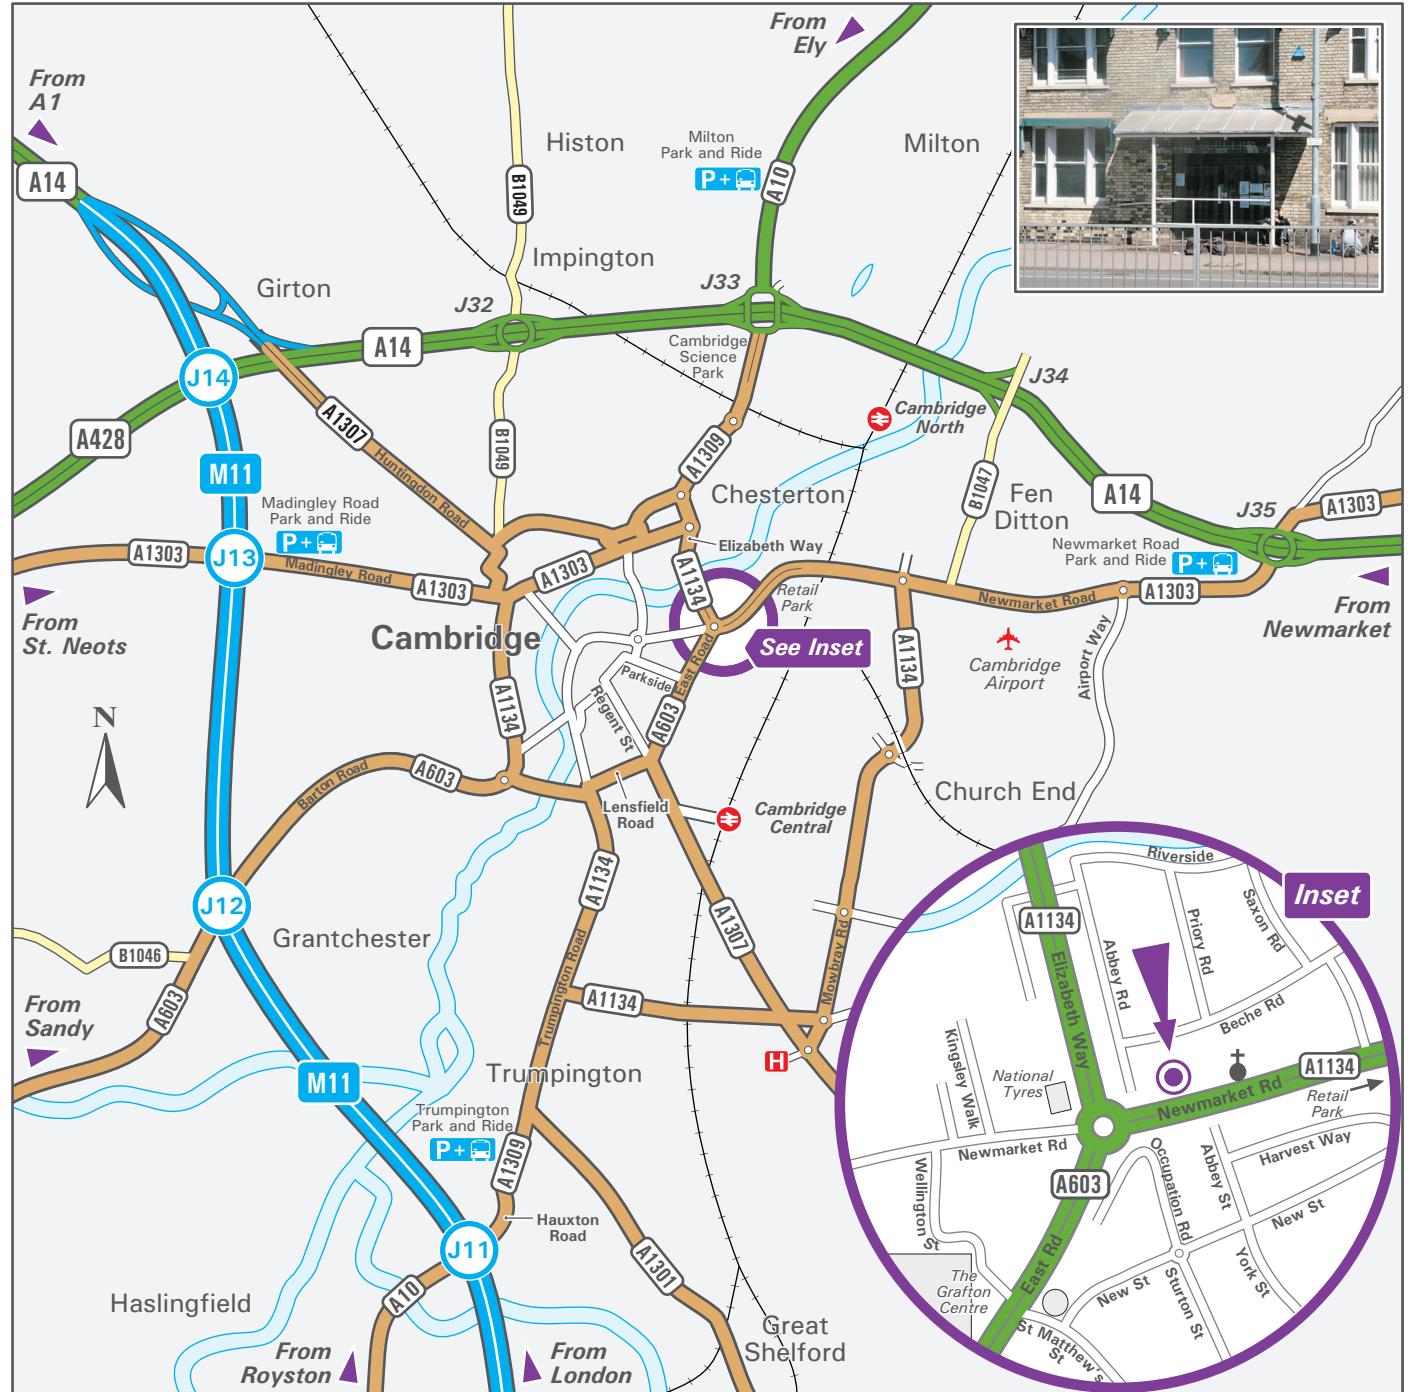 From
Ely
From
A1
A14
Histon
Milton
Park and Ride
P+
Milton
B1049
A10
Impington
Girton
J32
J33
A14
Cambridge
Science
Park
J14
J34
Cambridge
North
A428
A1307
Huntingdon Road
B1049
A1309
M11
Chesterton
B1047
Fen
Ditton
A14
J35
A1303
Madingley Road
Park and Ride
P+
Elizabeth Way
Newmarket Road
Park and Ride
P+
A1303
J13
Madingley Road
A1303
A1303
A1134
Retail
Park
Newmarket Road
A1303
From
St. Neots
From
Newmarket
Cambridge
See Inset
East Road
Parkside
Regent St
A603
A1134
A1134
Cambridge
Airport
Airport Way
N
Barton Road
A603
Lensfield
Road
Cambridge
Central
Church End
A1134
J12
Grantchester
A1307
Mowbray Rd
B1046
A603
From
Sandy
Trumpington Road
A1134
H
M11
Trumpington
Trumpington
Park and Ride
P+
A1309
Hauxton
Road
J11
A1301
A10
Haslingfield
Great
Shelford
From
Royston
From
London
Inset
Riverside
A1134
Saxon Rd
Priory Rd
Abbey Rd
Elizabeth Way
Beche Rd
Kingsley Walk
National
Tyres
A1134
Newmarket Rd
Retail
Park
Newmarket Rd
Harvest Way
Occupation Rd
Abbey St
Wellington St
A603
New St
East Rd
York St
The
Grafton
Centre
New St
Sturton St
St Matthew's
St